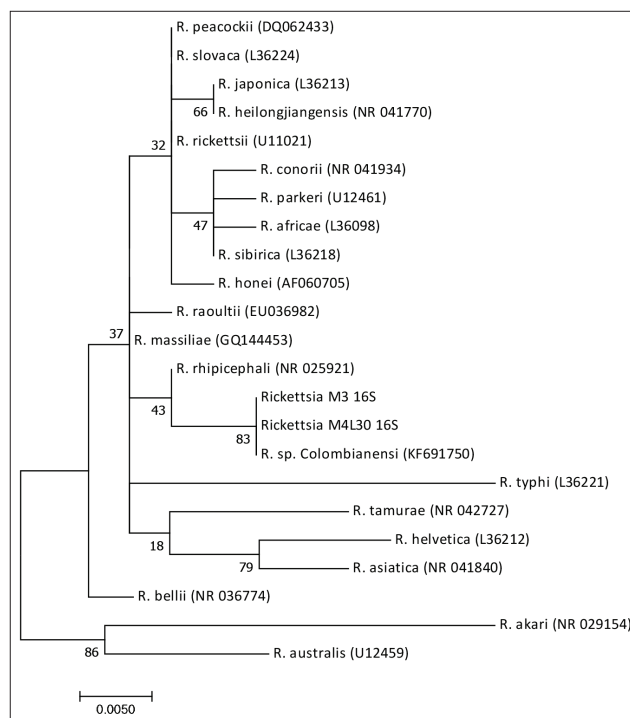 R. peacockii (DQ062433)
R. slovaca (L36224)
R. japonica (L36213)
66
R. heilongjiangensis (NR 041770)
32
R. rickettsii (U11021)
R. conorii (NR 041934)
R. parkeri (U12461)
47
R. africae (L36098)
R. sibirica (L36218)
R. honei (AF060705)
R. raoultii (EU036982)
37
R. massiliae (GQ144453)
R. rhipicephali (NR 025921)
43
Rickettsia M3 16S
Rickettsia M4L30 16S
83
R. sp. Colombianensi (KF691750)
R. typhi (L36221)
R. tamurae (NR 042727)
18
R. helvetica (L36212)
79
R. asiatica (NR 041840)
R. bellii (NR 036774)
R. akari (NR 029154)
86
R. australis (U12459)
0.0050